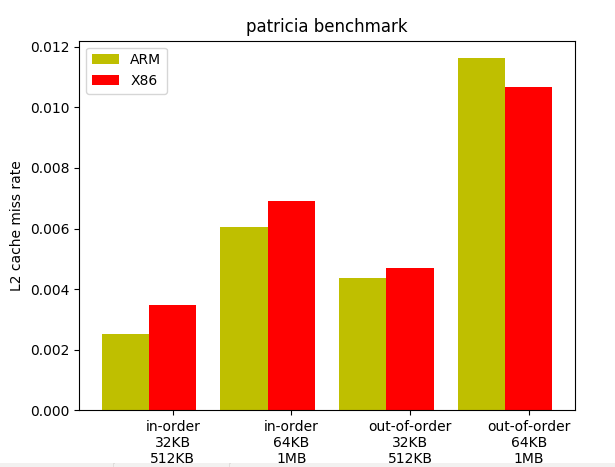 patricia benchmark
ARM
X86
L2 cache miss rate
0.012
0.010
0.008
0.006
0.004
0.002
0.000
in-order in-order out-of-order out-of-order
32KB 64KB 32KB 64KB
512KB 1MB 512KB 1MB